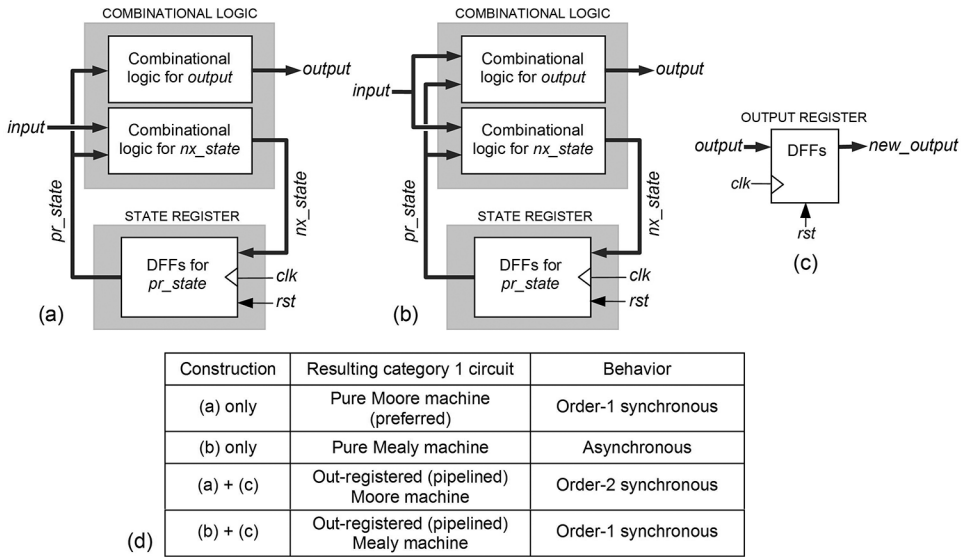 COMBINATIONAL LOGIC
Combinational
logic for output
output
input
Combinational
logic for nx_state
pr_state
nx_state
STATE REGISTER
DFFs for
pr_state
clk
rst
(a)
COMBINATIONAL LOGIC
Combinational
logic for output
output
input
Combinational
logic for nx_state
pr_state
nx_state
STATE REGISTER
DFFs for
pr_state
clk
rst
(b)
OUTPUT REGISTER
output
DFFs
new_output
clk
rst
(c)
Construction Resulting category 1 circuit Behavior
(a) only Pure Moore machine
(preferred) Order-1 synchronous
(b) only Pure Mealy machine Asynchronous
(a) + (c) Out-registered (pipelined)
Moore machine Order-2 synchronous
(b) + (c) Out-registered (pipelined)
Mealy machine Order-1 synchronous
(d)